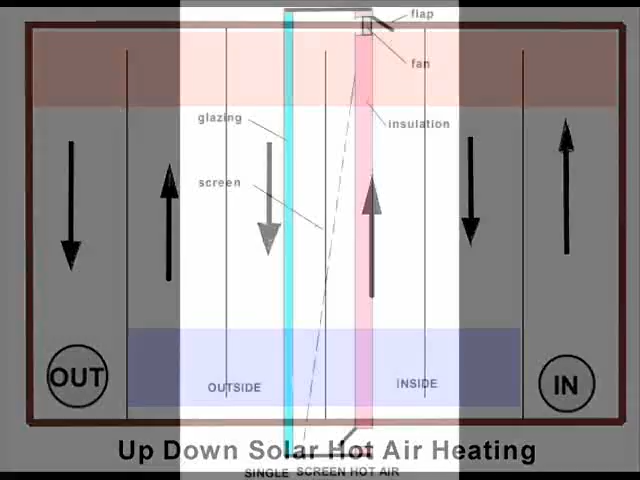 flap
fan
glazing
insulation
screen
OUT
OUTSIDE
INSIDE
IN
Up Down Solar Hot Air Heating
SINGLE SCREEN HOT AIR